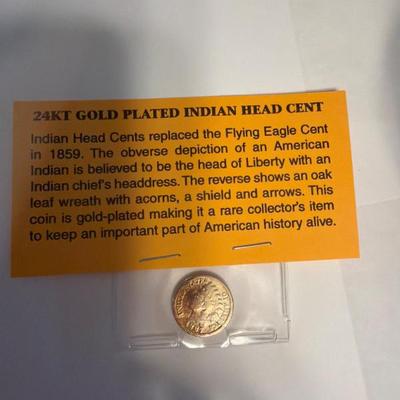 24KT GOLD PLATED INDIAN HEAD CENT
Indian Head Cents replaced the Flying Eagle Cent
in 1859. The obverse depiction of an American
Indian is believed to be the head of Liberty with an
Indian chief's headdress. The reverse shows an oak
leaf wreath with acorns, a shield and arrows. This
coin is gold-plated making it a rare collector's item
to keep an important part of American history alive.